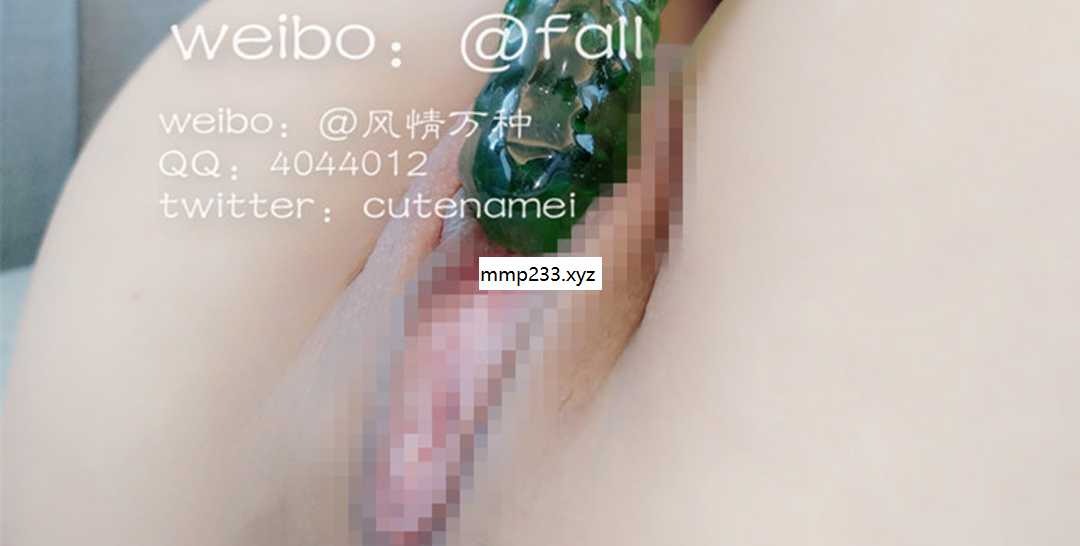 weibo：@fall
weibo：@风情万种
QQ：4044012
twitter：cutenamei
mmp233.xyz